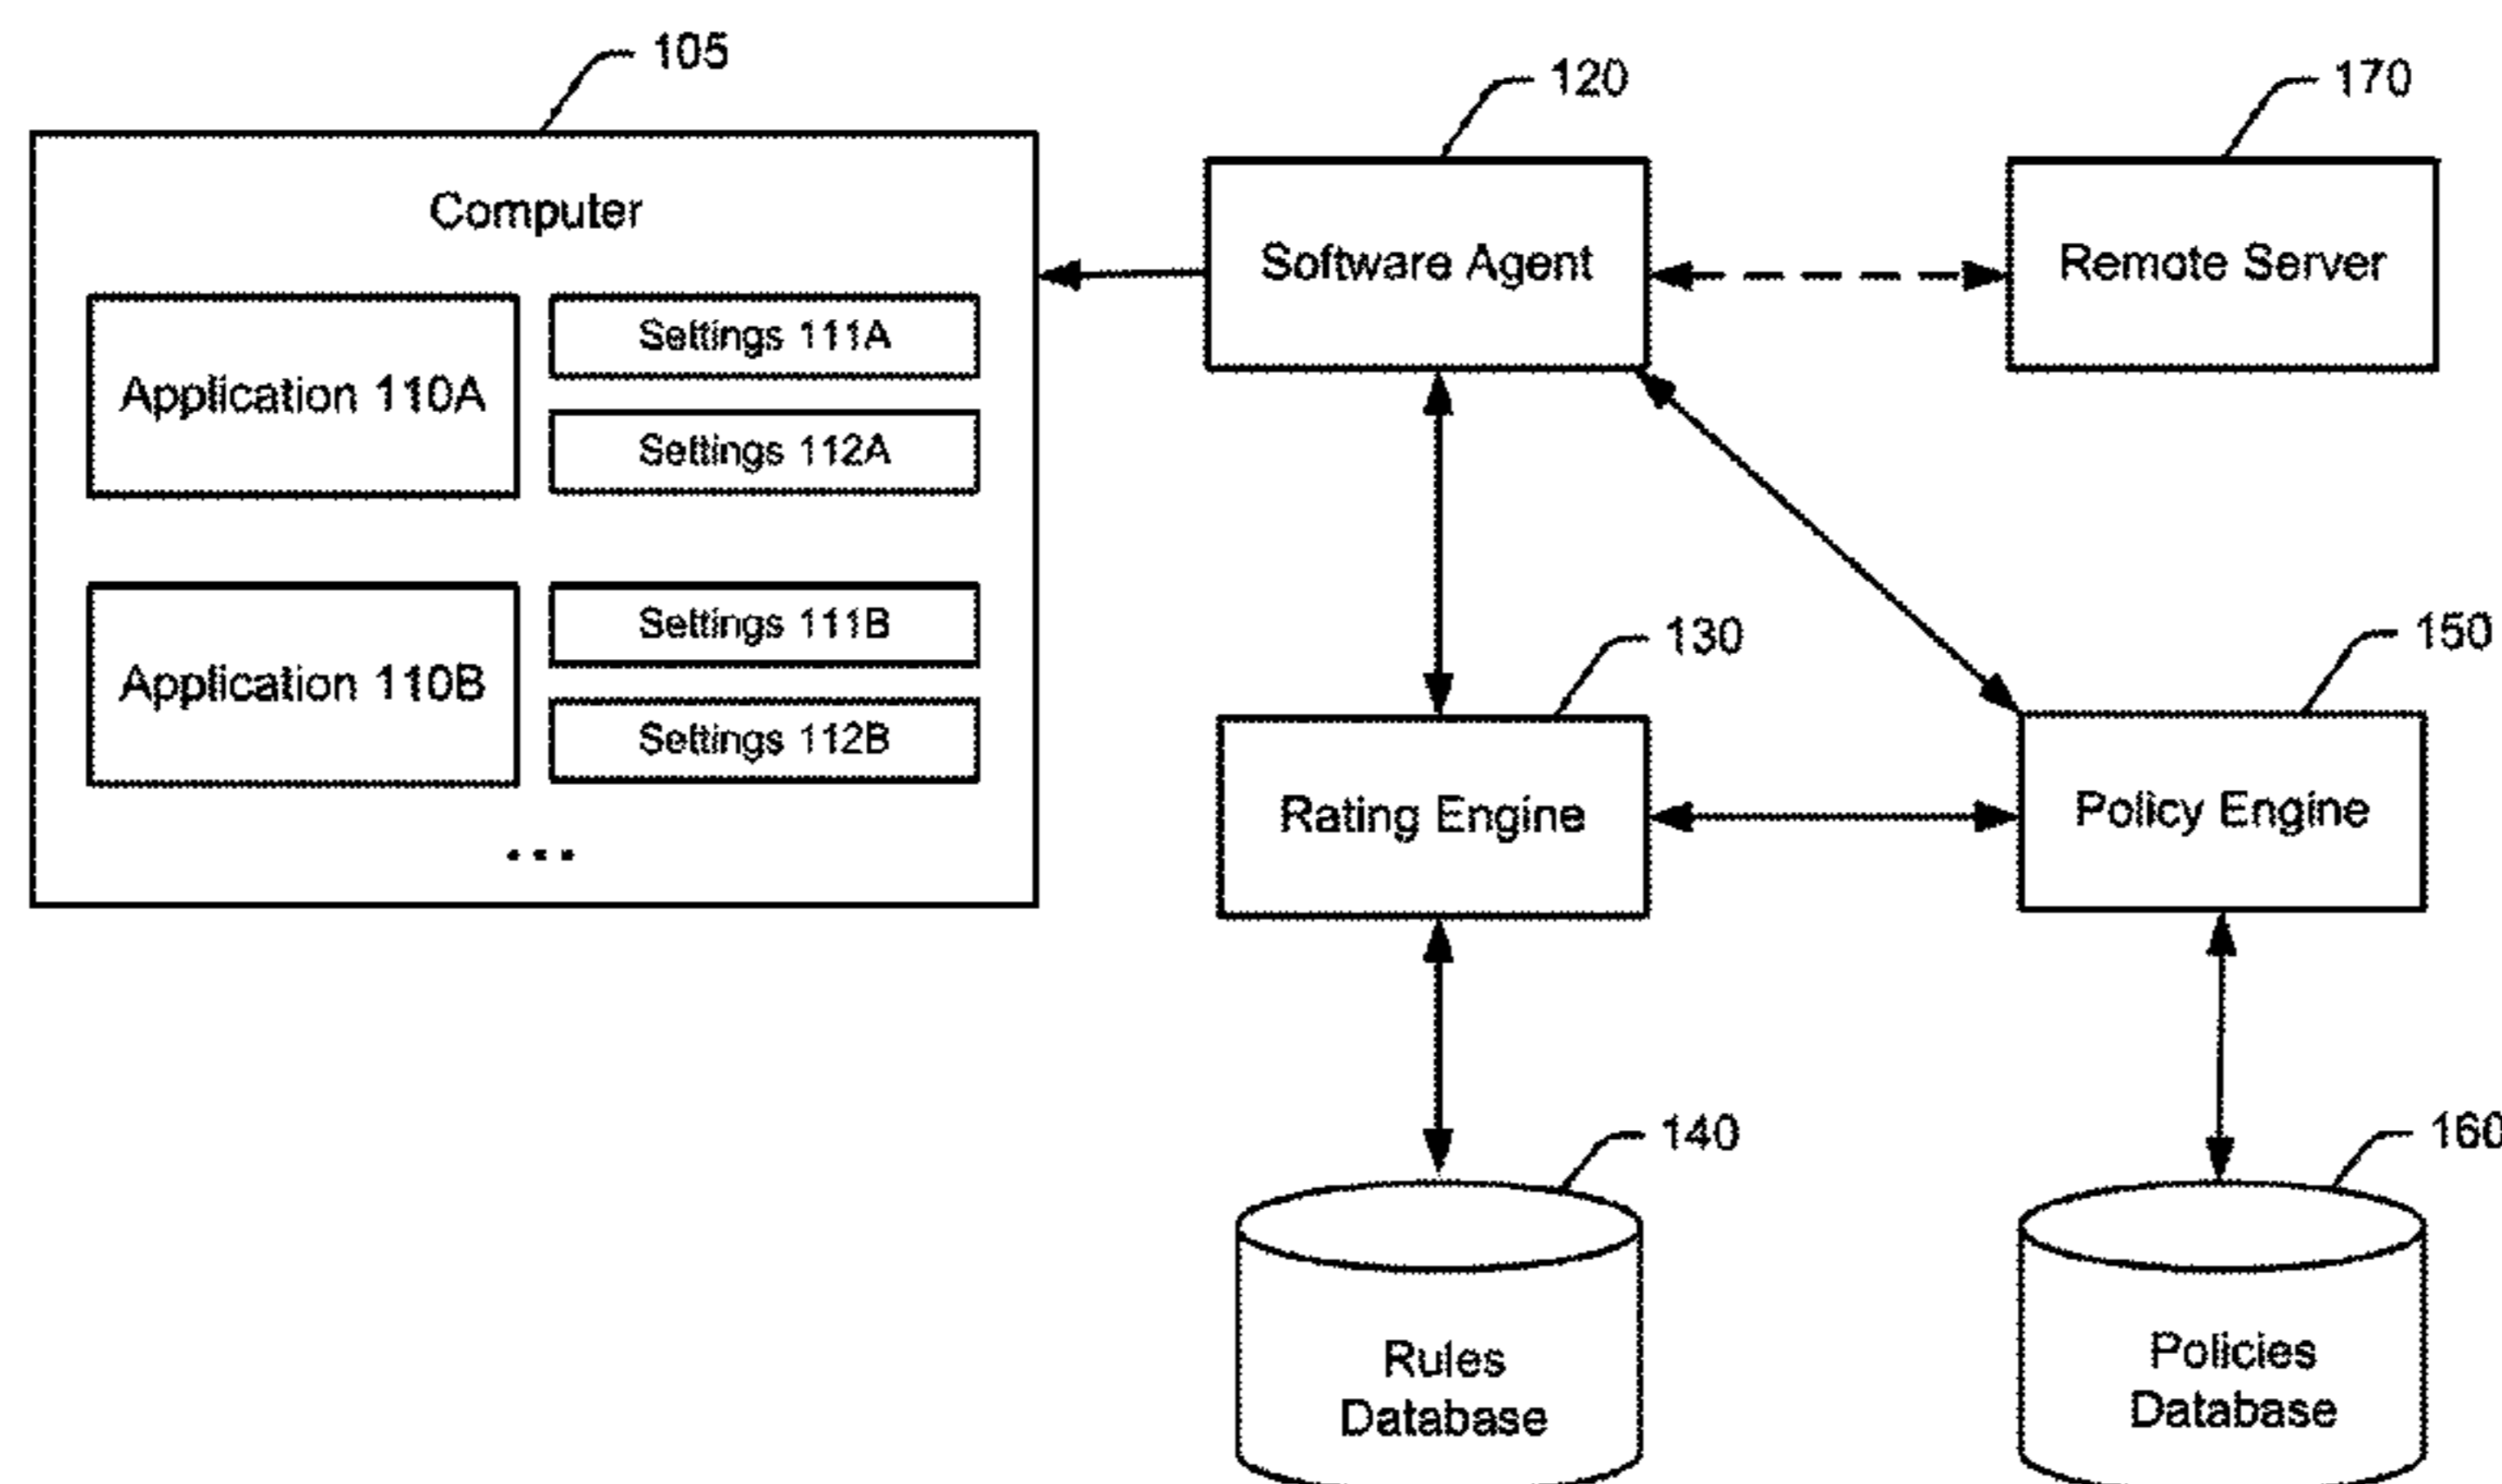 105
120
170
Computer
Software Agent
Remote Server
Application 110A
Settings 111A
Settings 112A
Application 110B
Settings 111B
Settings 112B
...
130
150
Rating Engine
Policy Engine
140
160
Rules
Database
Policies
Database